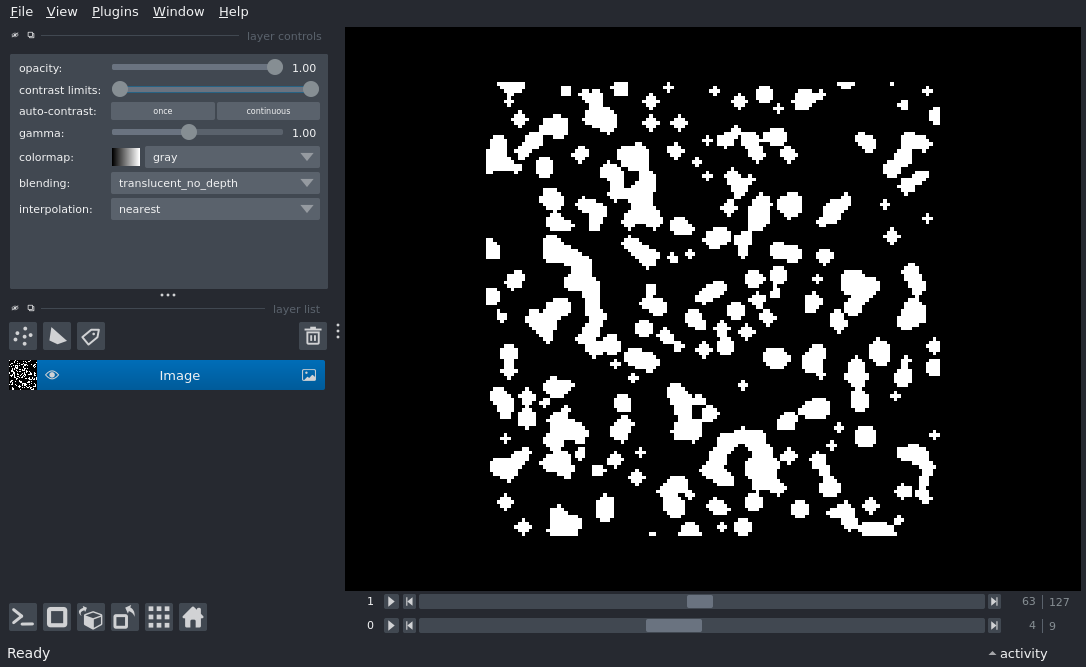 File View Plugins Window Help
layer controls
opacity: 1.00
contrast limits:
auto-contrast: once continuous
gamma: 1.00
colormap: gray
blending: translucent_no_depth
interpolation: nearest
layer list
Image
1 63 127
0 4 9
Ready activity